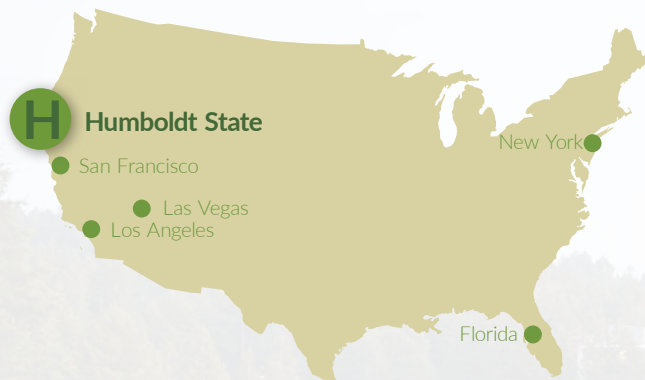 H
Humboldt State
New York
San Francisco
Las Vegas
Los Angeles
Florida